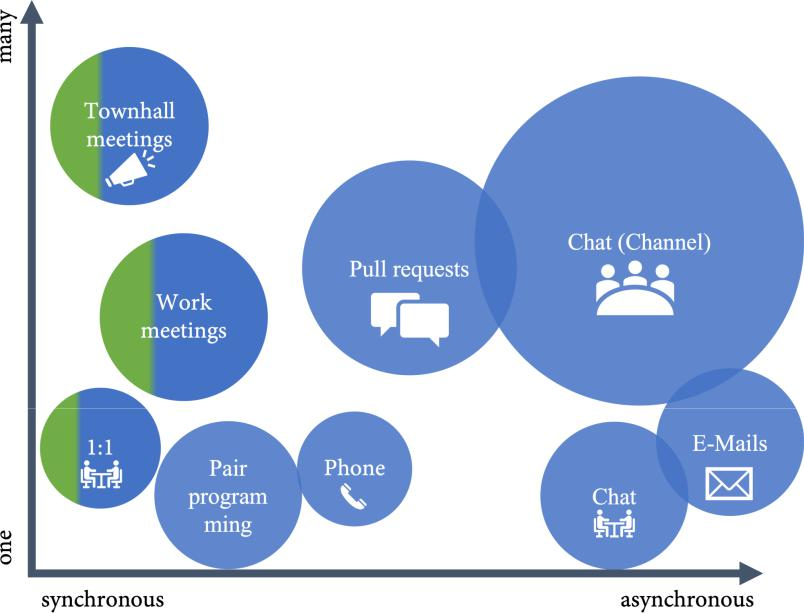 many
Townhall
meetings
Chat (Channel)
Pull requests
Work
meetings
1:1
Pair
program
ming
Phone
E-Mails
Chat
one
synchronous
asynchronous